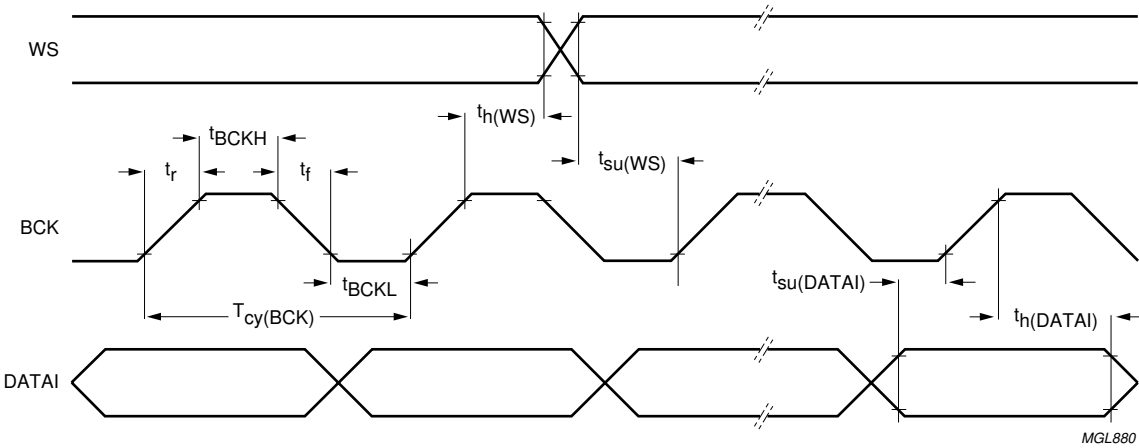 WS
th(WS)
tBCKH
tr
tf
tsu(WS)
BCK
tBCKL
tsu(DATAI)
Tcy(BCK)
th(DATAI)
DATAI
MGL880